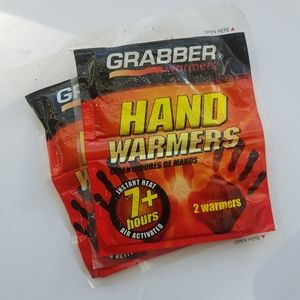 OPEN HERE
GRABBER®
warmers
HAND
WARMERS
CALENTADORES DE MANOS
INSTANT HEAT
7+
hours
AIR ACTIVATED
2 warmers
OPEN HERE
GRAB